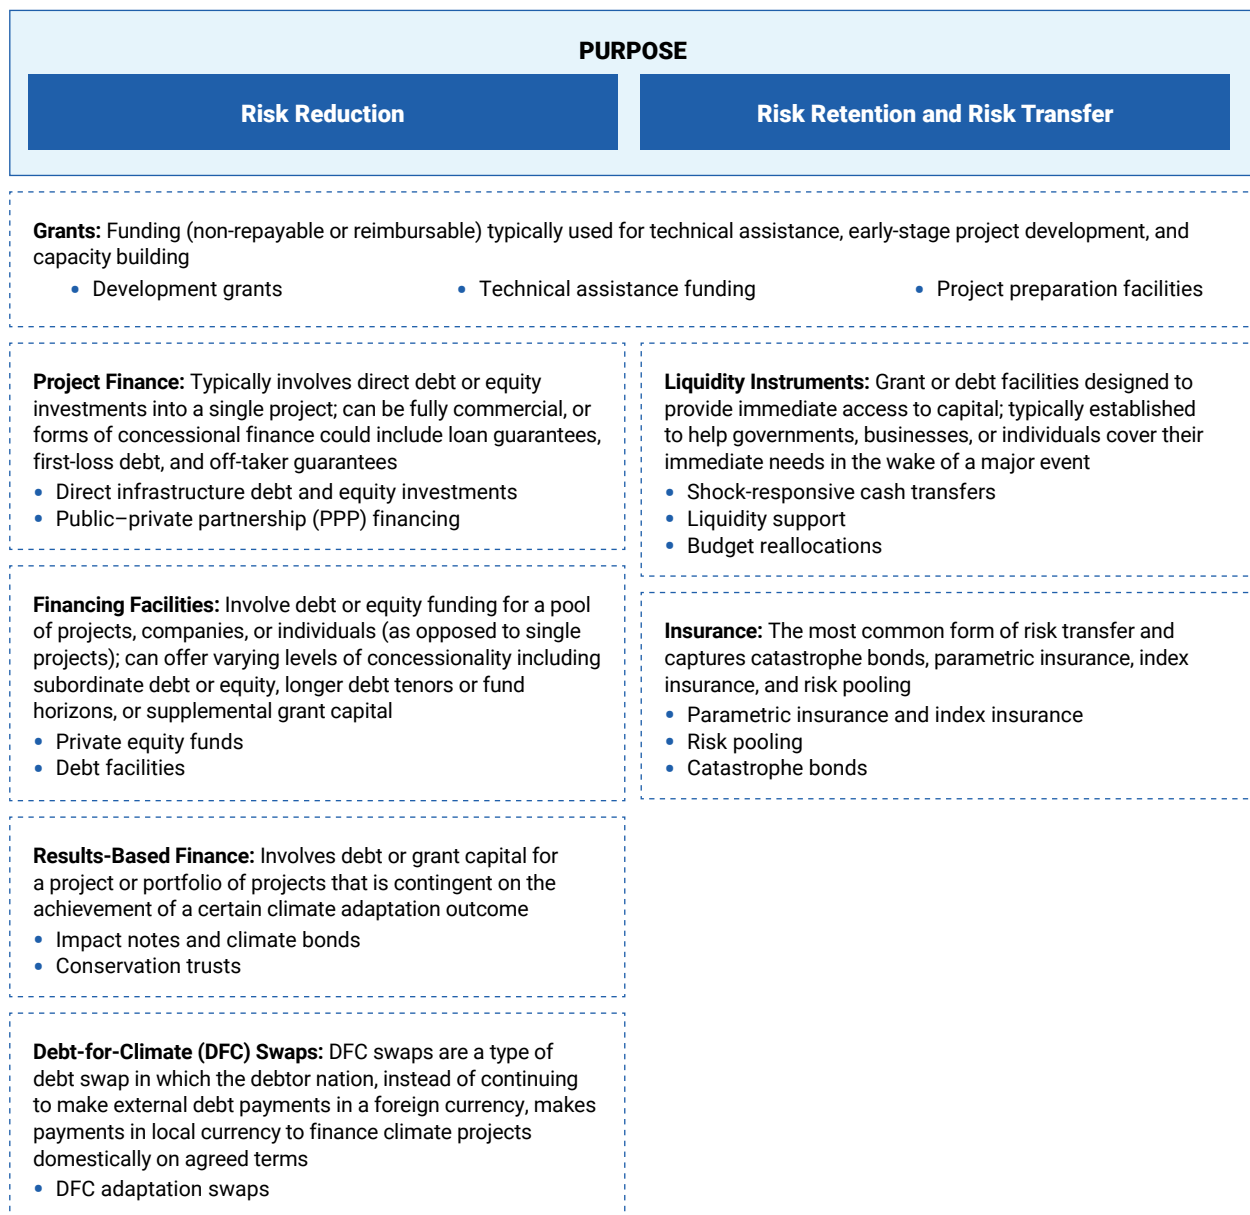 PURPOSE
Risk Reduction
Risk Retention and Risk Transfer
Grants: Funding (non-repayable or reimbursable) typically used for technical assistance, early-stage project development, and
capacity building
• Development grants
• Technical assistance funding
• Project preparation facilities
Project Finance: Typically involves direct debt or equity
investments into a single project; can be fully commercial, or
forms of concessional finance could include loan guarantees,
first-loss debt, and off-taker guarantees
• Direct infrastructure debt and equity investments
• Public–private partnership (PPP) financing
Financing Facilities: Involve debt or equity funding for a pool
of projects, companies, or individuals (as opposed to single
projects); can offer varying levels of concessionality including
subordinate debt or equity, longer debt tenors or fund
horizons, or supplemental grant capital
• Private equity funds
• Debt facilities
Results-Based Finance: Involves debt or grant capital for
a project or portfolio of projects that is contingent on the
achievement of a certain climate adaptation outcome
• Impact notes and climate bonds
• Conservation trusts
Debt-for-Climate (DFC) Swaps: DFC swaps are a type of
debt swap in which the debtor nation, instead of continuing
to make external debt payments in a foreign currency, makes
payments in local currency to finance climate projects
domestically on agreed terms
• DFC adaptation swaps
Liquidity Instruments: Grant or debt facilities designed to
provide immediate access to capital; typically established
to help governments, businesses, or individuals cover their
immediate needs in the wake of a major event
• Shock-responsive cash transfers
• Liquidity support
• Budget reallocations
Insurance: The most common form of risk transfer and
captures catastrophe bonds, parametric insurance, index
insurance, and risk pooling
• Parametric insurance and index insurance
• Risk pooling
• Catastrophe bonds